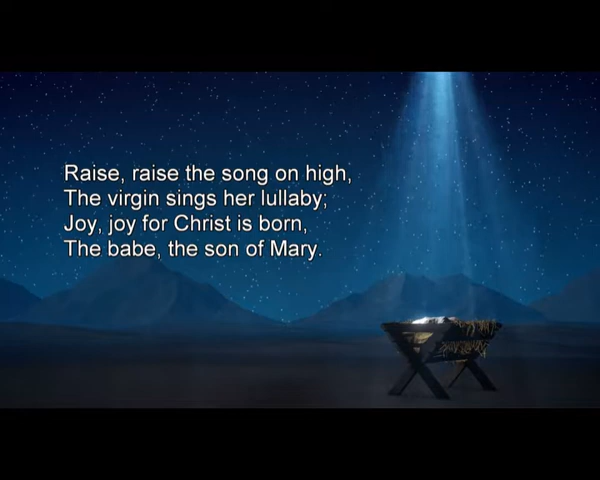 Raise, raise the song on high,
The virgin sings her lullaby;
Joy, joy for Christ is born,
The babe, the son of Mary.